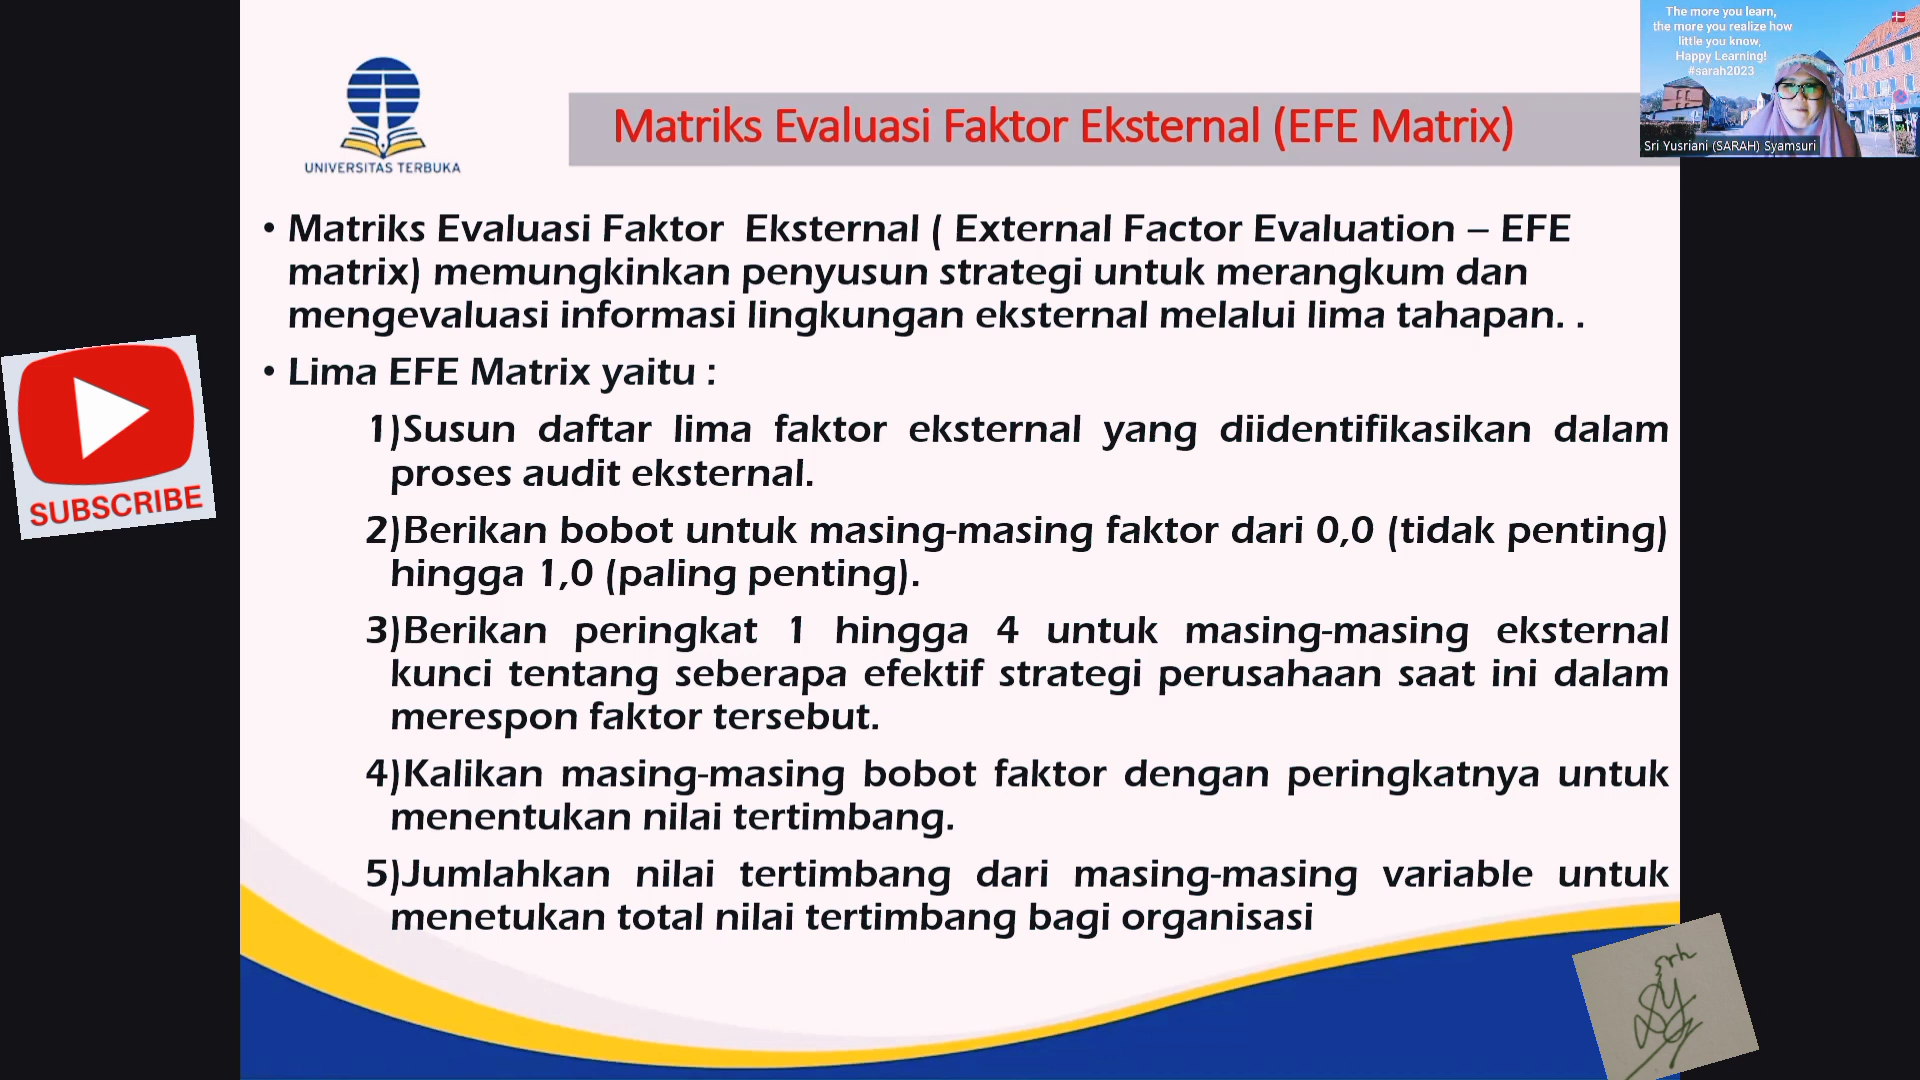 The more you learn,
the more you realize how
little you know,
Happy Learning!
#sarah2023
Sri Yusriani (SARAH) Syamsuri
UNIVERSITAS TERBUKA
Matriks Evaluasi Faktor Eksternal (EFE Matrix)
• Matriks Evaluasi Faktor Eksternal ( External Factor Evaluation – EFE
matrix) memungkinkan penyusun strategi untuk merangkum dan
mengevaluasi informasi lingkungan eksternal melalui lima tahapan. .
• Lima EFE Matrix yaitu :
1)Susun daftar lima faktor eksternal yang diidentifikasikan dalam
proses audit eksternal.
2)Berikan bobot untuk masing-masing faktor dari 0,0 (tidak penting)
hingga 1,0 (paling penting).
3)Berikan peringkat 1 hingga 4 untuk masing-masing eksternal
kunci tentang seberapa efektif strategi perusahaan saat ini dalam
merespon faktor tersebut.
4)Kalikan masing-masing bobot faktor dengan peringkatnya untuk
menentukan nilai tertimbang.
5)Jumlahkan nilai tertimbang dari masing-masing variable untuk
menetukan total nilai tertimbang bagi organisasi
SUBSCRIBE
srh